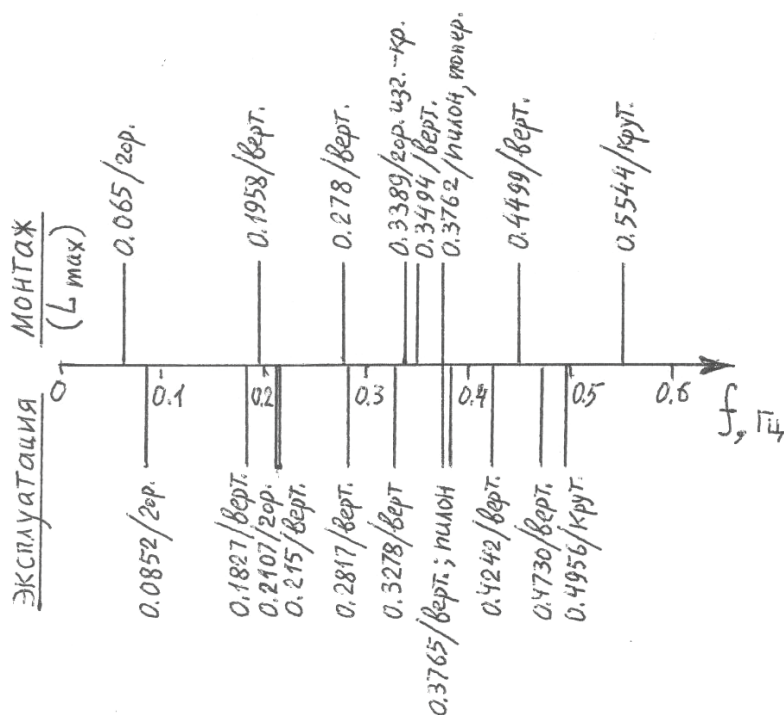 МОНТАЖ
(L max)
0.065/гор.
0.1958/верт.
0.278/верт.
0.3389/гор. изг.-кр.
0.3494/верт.
0.3762/пилон, попер.
0.4499/верт.
0.5544/крут.
0
0.1
0.2
0.3
0.4
0.5
0.6
f, Гц
ЭКСПЛУАТАЦИЯ
0.0852/гор.
0.1827/верт.
0.2107/гор.
0.215/верт.
0.2817/верт.
0.3278/верт
0.3765/верт.; пилон
0.4242/верт.
0.4730/верт.
0.4956/крут.